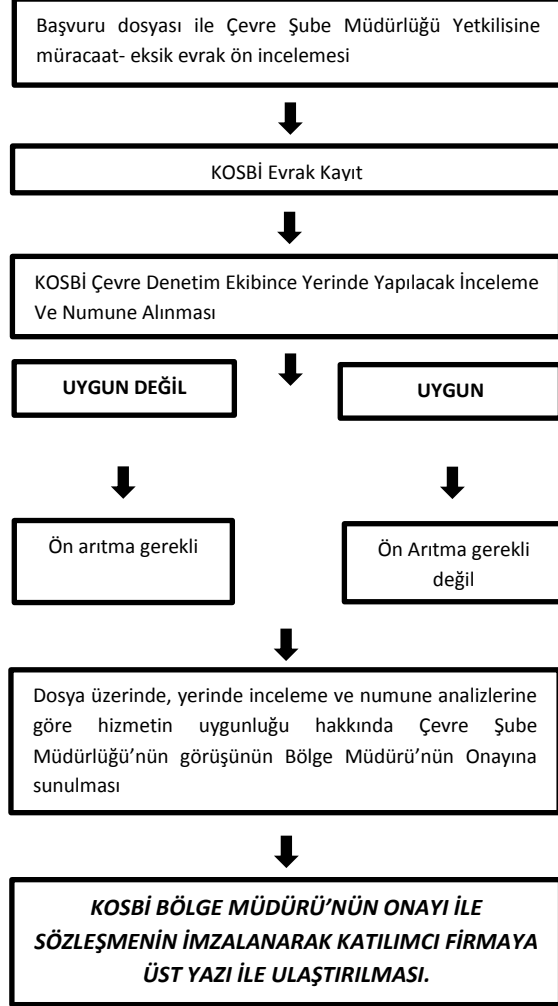 Başvuru dosyası ile Çevre Şube Müdürlüğü Yetkilisine
müracaat- eksik evrak ön incelemesi
KOSBİ Evrak Kayıt
KOSBİ Çevre Denetim Ekibince Yerinde Yapılacak İnceleme
Ve Numune Alınması
UYGUN DEĞİL
UYGUN
Ön arıtma gerekli
Ön Arıtma gerekli
değil
Dosya üzerinde, yerinde inceleme ve numune analizlerine
göre hizmetin uygunluğu hakkında Çevre Şube
Müdürlüğü’nün görüşünün Bölge Müdürü’nün Onayına
sunulması
KOSBİ BÖLGE MÜDÜRÜ’NÜN ONAYI İLE
SÖZLEŞMENİN İMZALANARAK KATILIMCI FİRMAYA
ÜST YAZI İLE ULAŞTIRILMASI.